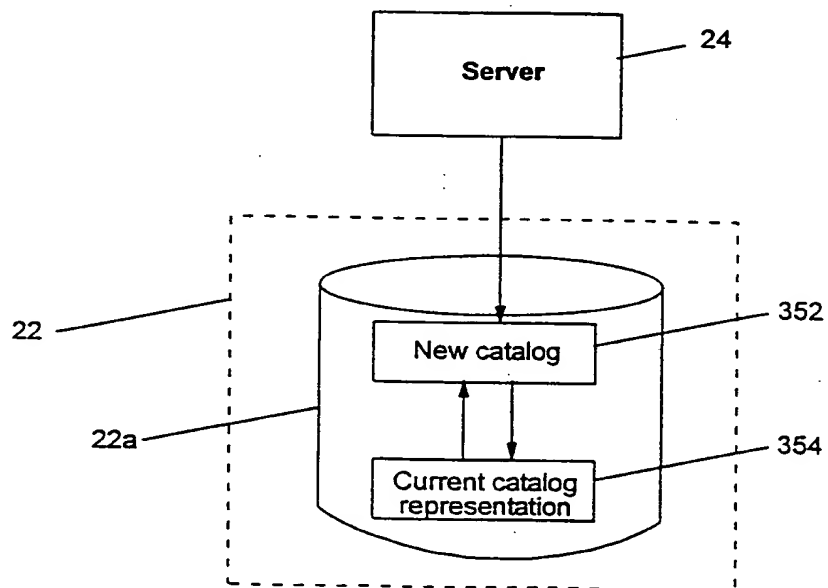 24
Server
22
352
New catalog
22a
354
Current catalog
representation